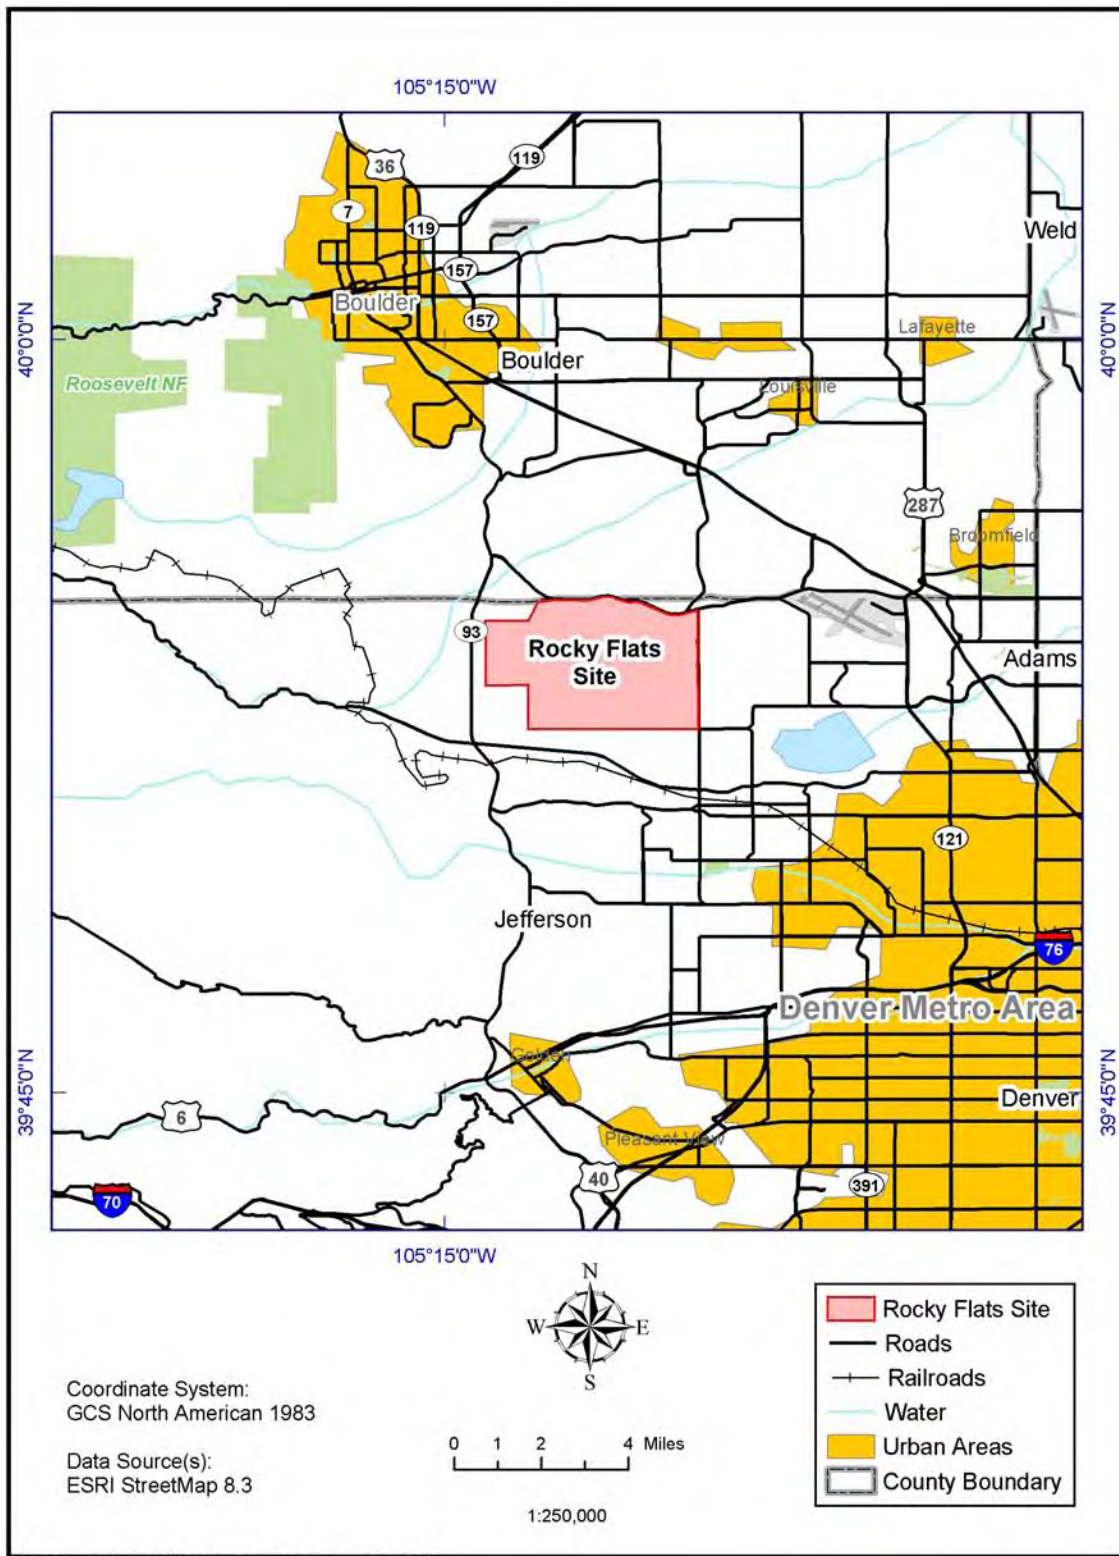 105°15'0"W
36
119
7
119
Weld
157
Boulder
157
Lafayette
40°0'0"N
40°0'0"N
Boulder
Roosevelt NF
Louisville
287
Broomfield
93
Rocky Flats
Site
Adams
121
Jefferson
76
Denver Metro Area
Golden
39°45'0"N
39°45'0"N
6
Denver
Pleasant View
40
391
70
105°15'0"W
N
W
E
S
Rocky Flats Site
Roads
Railroads
Water
Urban Areas
County Boundary
Coordinate System:
GCS North American 1983
Data Source(s):
ESRI StreetMap 8.3
0 1 2 4 Miles
1:250,000